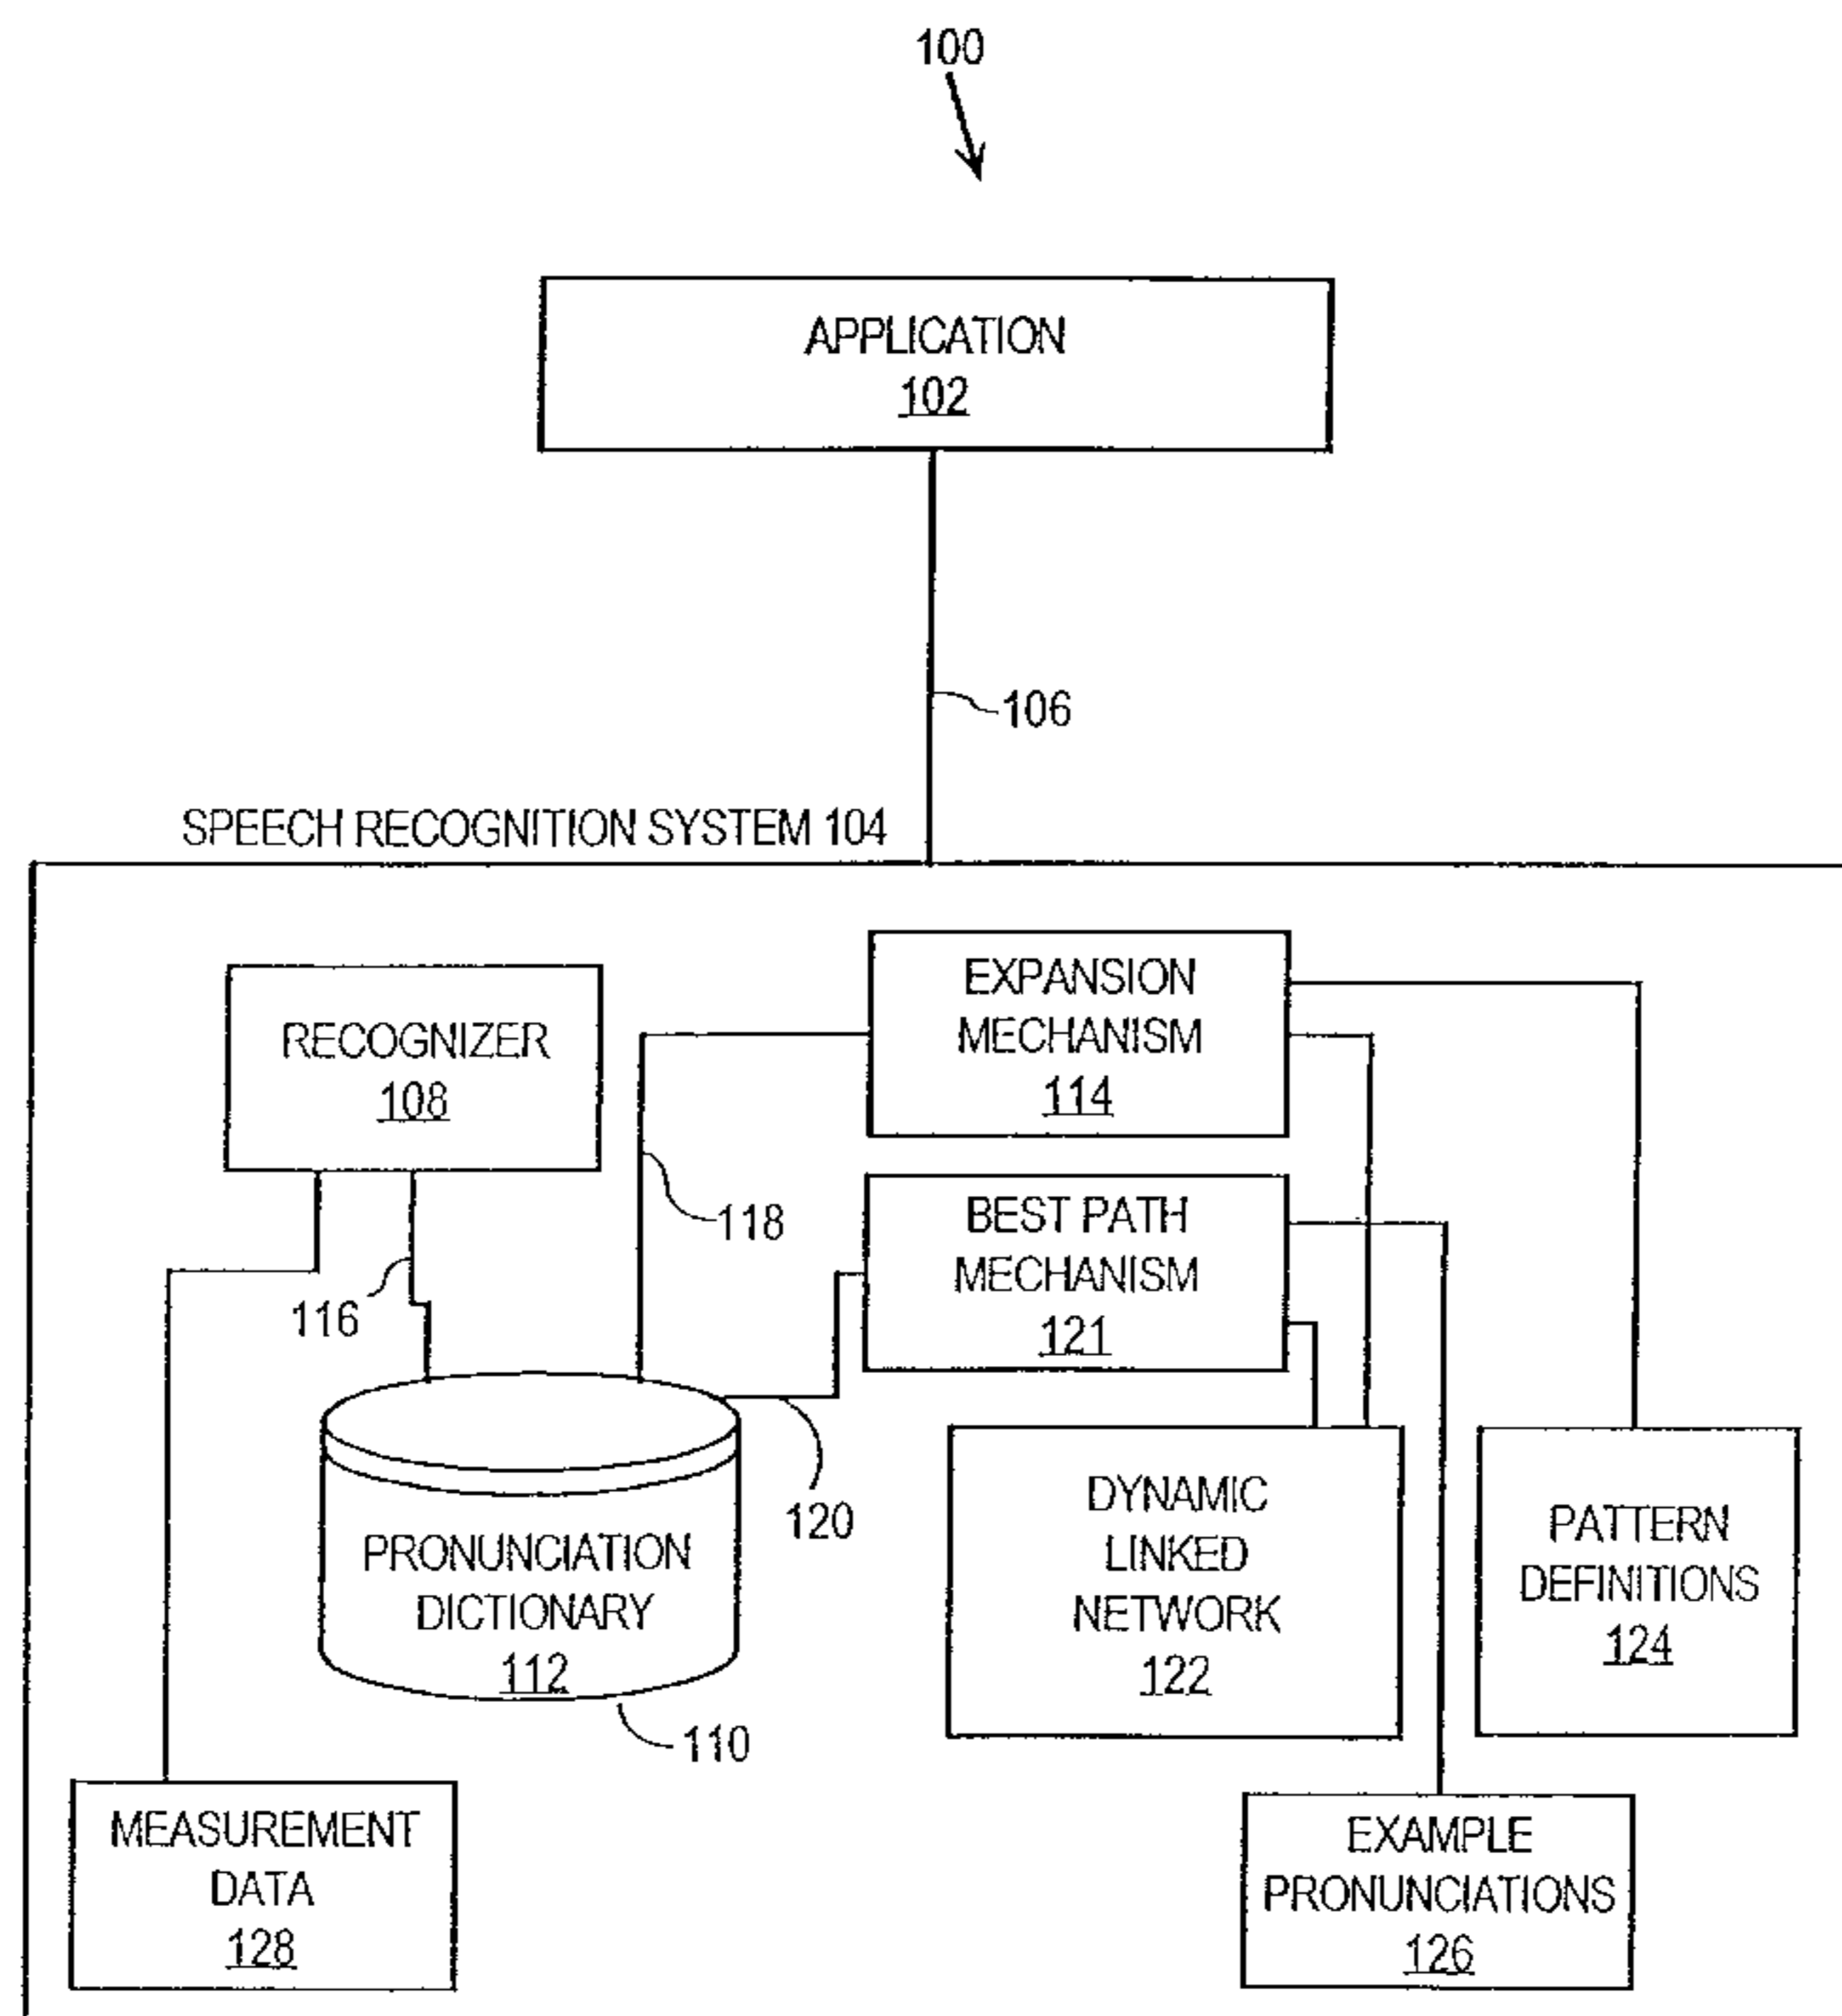 100
APPLICATION
102
106
SPEECH RECOGNITION SYSTEM 104
RECOGNIZER
108
EXPANSION
MECHANISM
114
118
116
BEST PATH
MECHANISM
121
120
PRONUNCIATION
DICTIONARY
112
110
DYNAMIC
LINKED
NETWORK
122
PATTERN
DEFINITIONS
124
MEASUREMENT
DATA
128
EXAMPLE
PRONUNCIATIONS
126